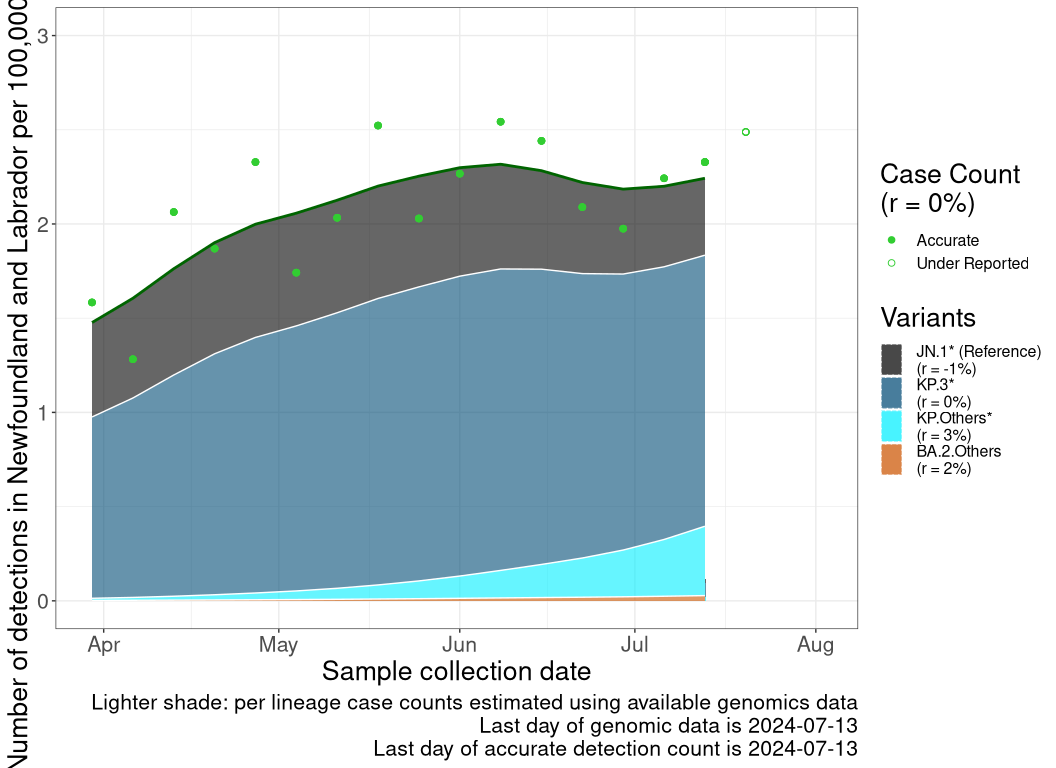 Number of detections in Newfoundland and Labrador per 100,000
3
2
1
0
Apr May Jun Jul Aug
Sample collection date
Lighter shade: per lineage case counts estimated using available genomics data
Last day of genomic data is 2024-07-13
Last day of accurate detection count is 2024-07-13
Case Count
(r = 0%)
Accurate
Under Reported
Variants
JN.1* (Reference)
(r = -1%)
KP.3*
(r = 0%)
KP.Others*
(r = 3%)
BA.2.Others
(r = 2%)